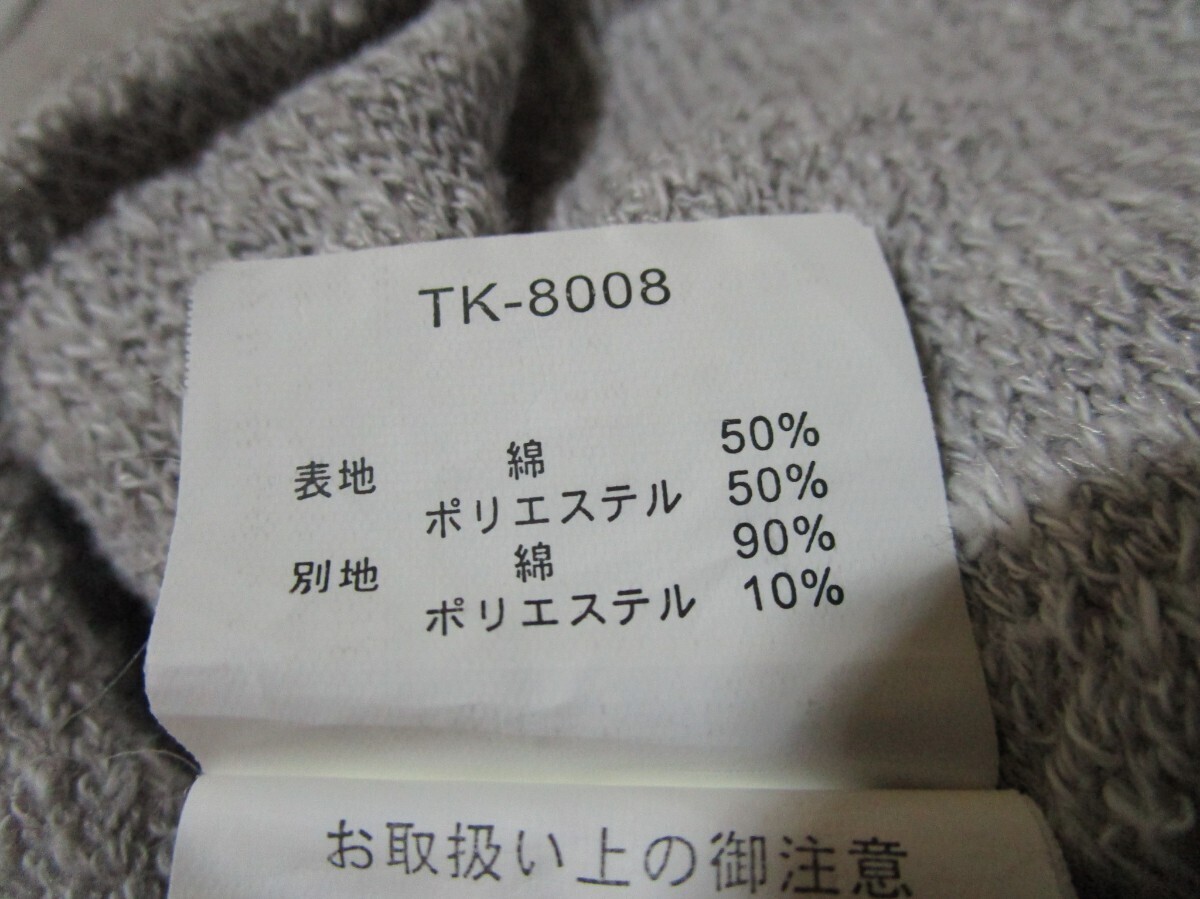 TK-8008
表地 綿 50%
ポリエステル 50%
別地 綿 90%
ポリエステル 10%
お取扱い上の御注意